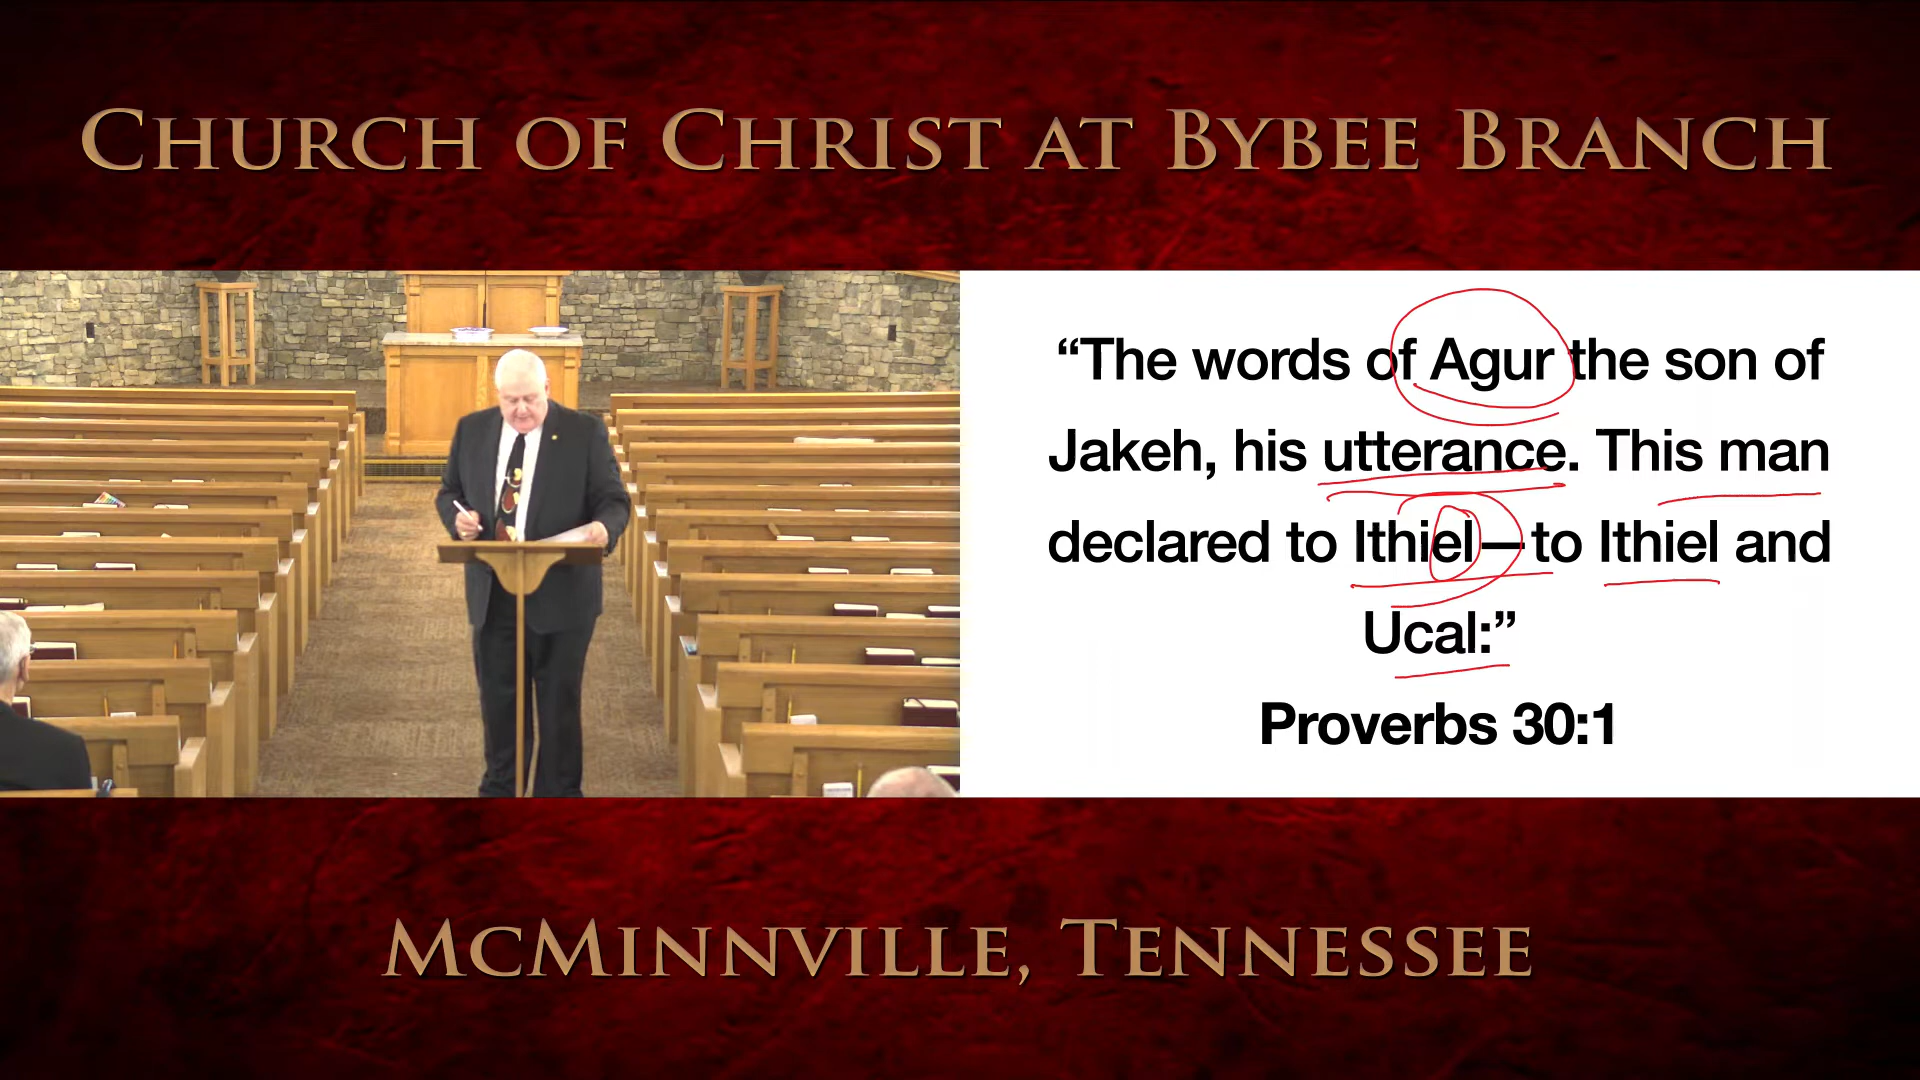 CHURCH OF CHRIST AT BYBEE BRANCH
“The words of Agur the son of
Jakeh, his utterance. This man
declared to Ithiel—to Ithiel and
Ucal:”
Proverbs 30:1
MCMINNVILLE, TENNESSEE